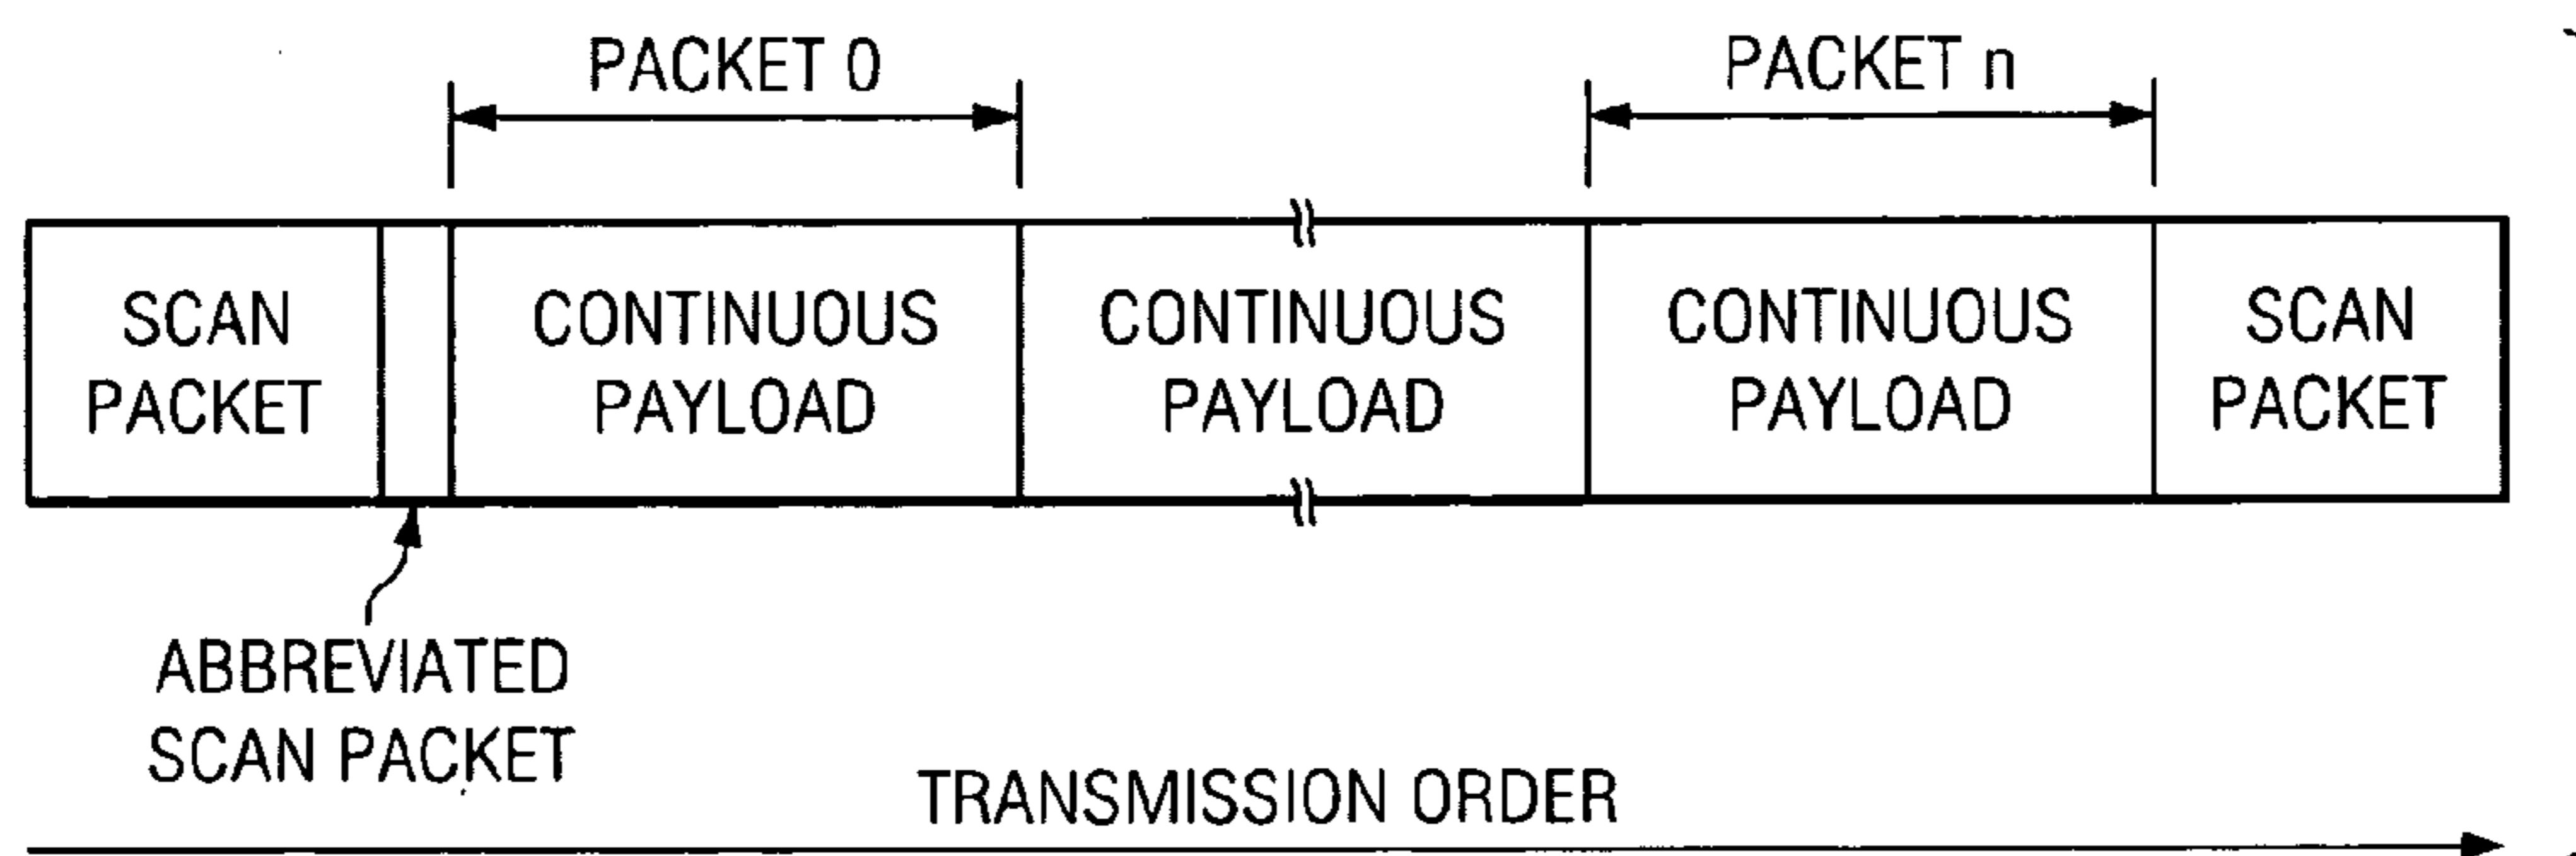 PACKET 0
PACKET n
SCAN
PACKET
CONTINUOUS
PAYLOAD
CONTINUOUS
PAYLOAD
CONTINUOUS
PAYLOAD
SCAN
PACKET
ABBREVIATED
SCAN PACKET
TRANSMISSION ORDER